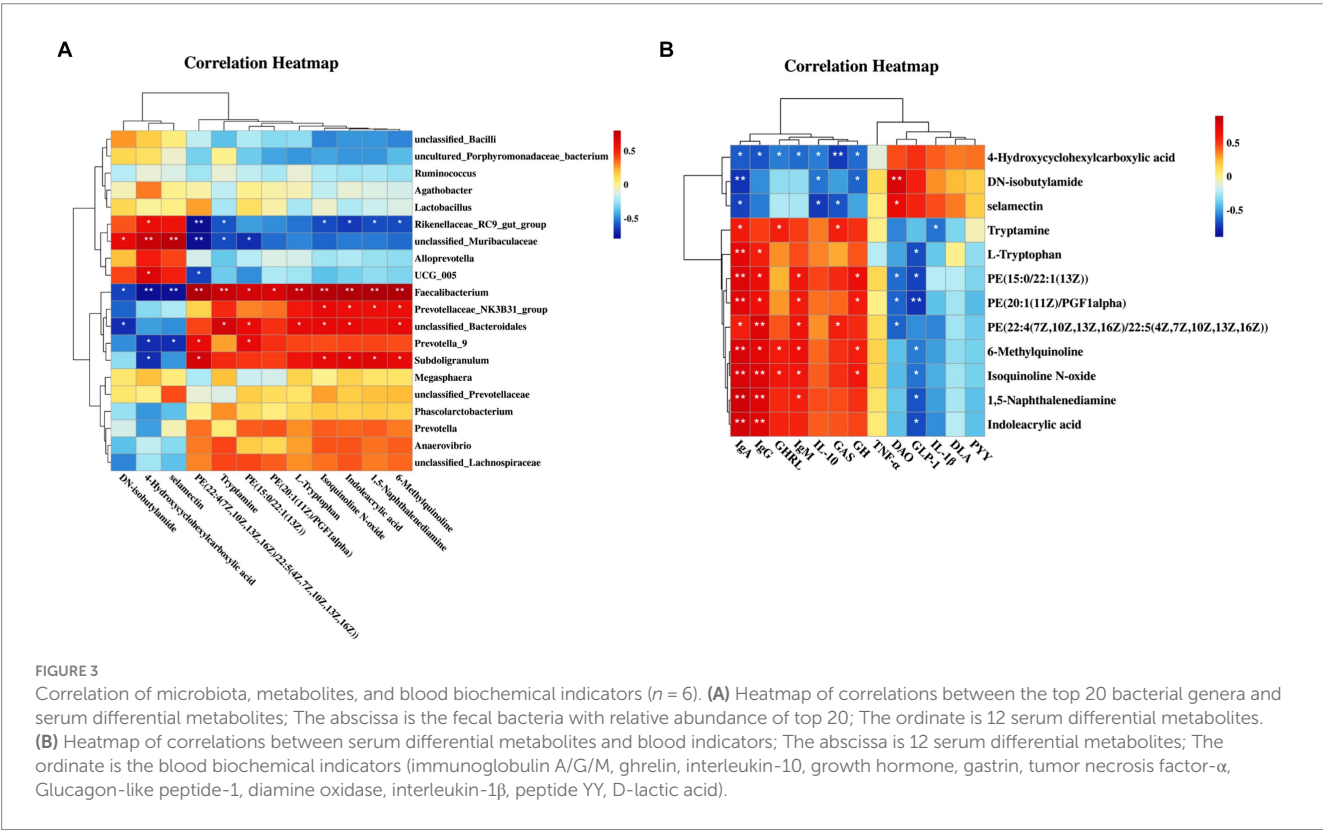 A
Correlation Heatmap
unclassified_Bacilli
uncultured_Porphyromonadaceae_bacterium
Ruminococcus
Agathobacter
Lactobacillus
* ** * * * * * Rikenellaceae_RC9_gut_group
* ** ** ** * * unclassified_Muribaculaceae
Alloprevotella
* * UCG_005
* ** ** ** ** * * ** ** ** ** ** Faecalibacterium
* * * * Prevotellaceae_NK3B31_group
* * * * * * * unclassified_Bacteroidales
* * * * Prevotella_9
* * * * * * Subdoligranulum
Megasphaera
unclassified_Prevotellaceae
Phascolarctobacterium
Prevotella
Anaerovibrio
unclassified_Lachnospiraceae
DN-isobutylamide
4-Hydroxycyclohexylcarboxylic acid
selamectin
PE(22:4(7Z,10Z,13Z,16Z)/22:5(4Z,7Z,10Z,13Z,16Z))
Tryptamine
PE(15:0/22:1(13Z))
PE(20:1(11Z)/PGF1alpha)
L-Tryptophan
Isoquinoline N-oxide
Indoleacrylic acid
1,5-Naphthalenediamine
6-Methylquinoline
0.5
0
-0.5
B
Correlation Heatmap
* * * * * ** * 4-Hydroxycyclohexylcarboxylic acid
** * * ** DN-isobutylamide
* * * * selamectin
* * * * Tryptamine
** * * L-Tryptophan
** * * * * * PE(15:0/22:1(13Z))
** * * * * ** PE(20:1(11Z)/PGF1alpha)
* ** * * * PE(22:4(7Z,10Z,13Z,16Z)/22:5(4Z,7Z,10Z,13Z,16Z))
** * * * * * 6-Methylquinoline
** ** * * * * Isoquinoline N-oxide
** ** * * 1,5-Naphthalenediamine
** ** * Indoleacrylic acid
IgA
IgG
GHRL
IgM
IL-10
GAS
GH
TNF-α
DAO
GLP-1
IL-1β
DLA
PYY
0.5
0
-0.5
FIGURE 3
Correlation of microbiota, metabolites, and blood biochemical indicators (n = 6). (A) Heatmap of correlations between the top 20 bacterial genera and
serum differential metabolites; The abscissa is the fecal bacteria with relative abundance of top 20; The ordinate is 12 serum differential metabolites.
(B) Heatmap of correlations between serum differential metabolites and blood indicators; The abscissa is 12 serum differential metabolites; The
ordinate is the blood biochemical indicators (immunoglobulin A/G/M, ghrelin, interleukin-10, growth hormone, gastrin, tumor necrosis factor-α,
Glucagon-like peptide-1, diamine oxidase, interleukin-1β, peptide YY, D-lactic acid).